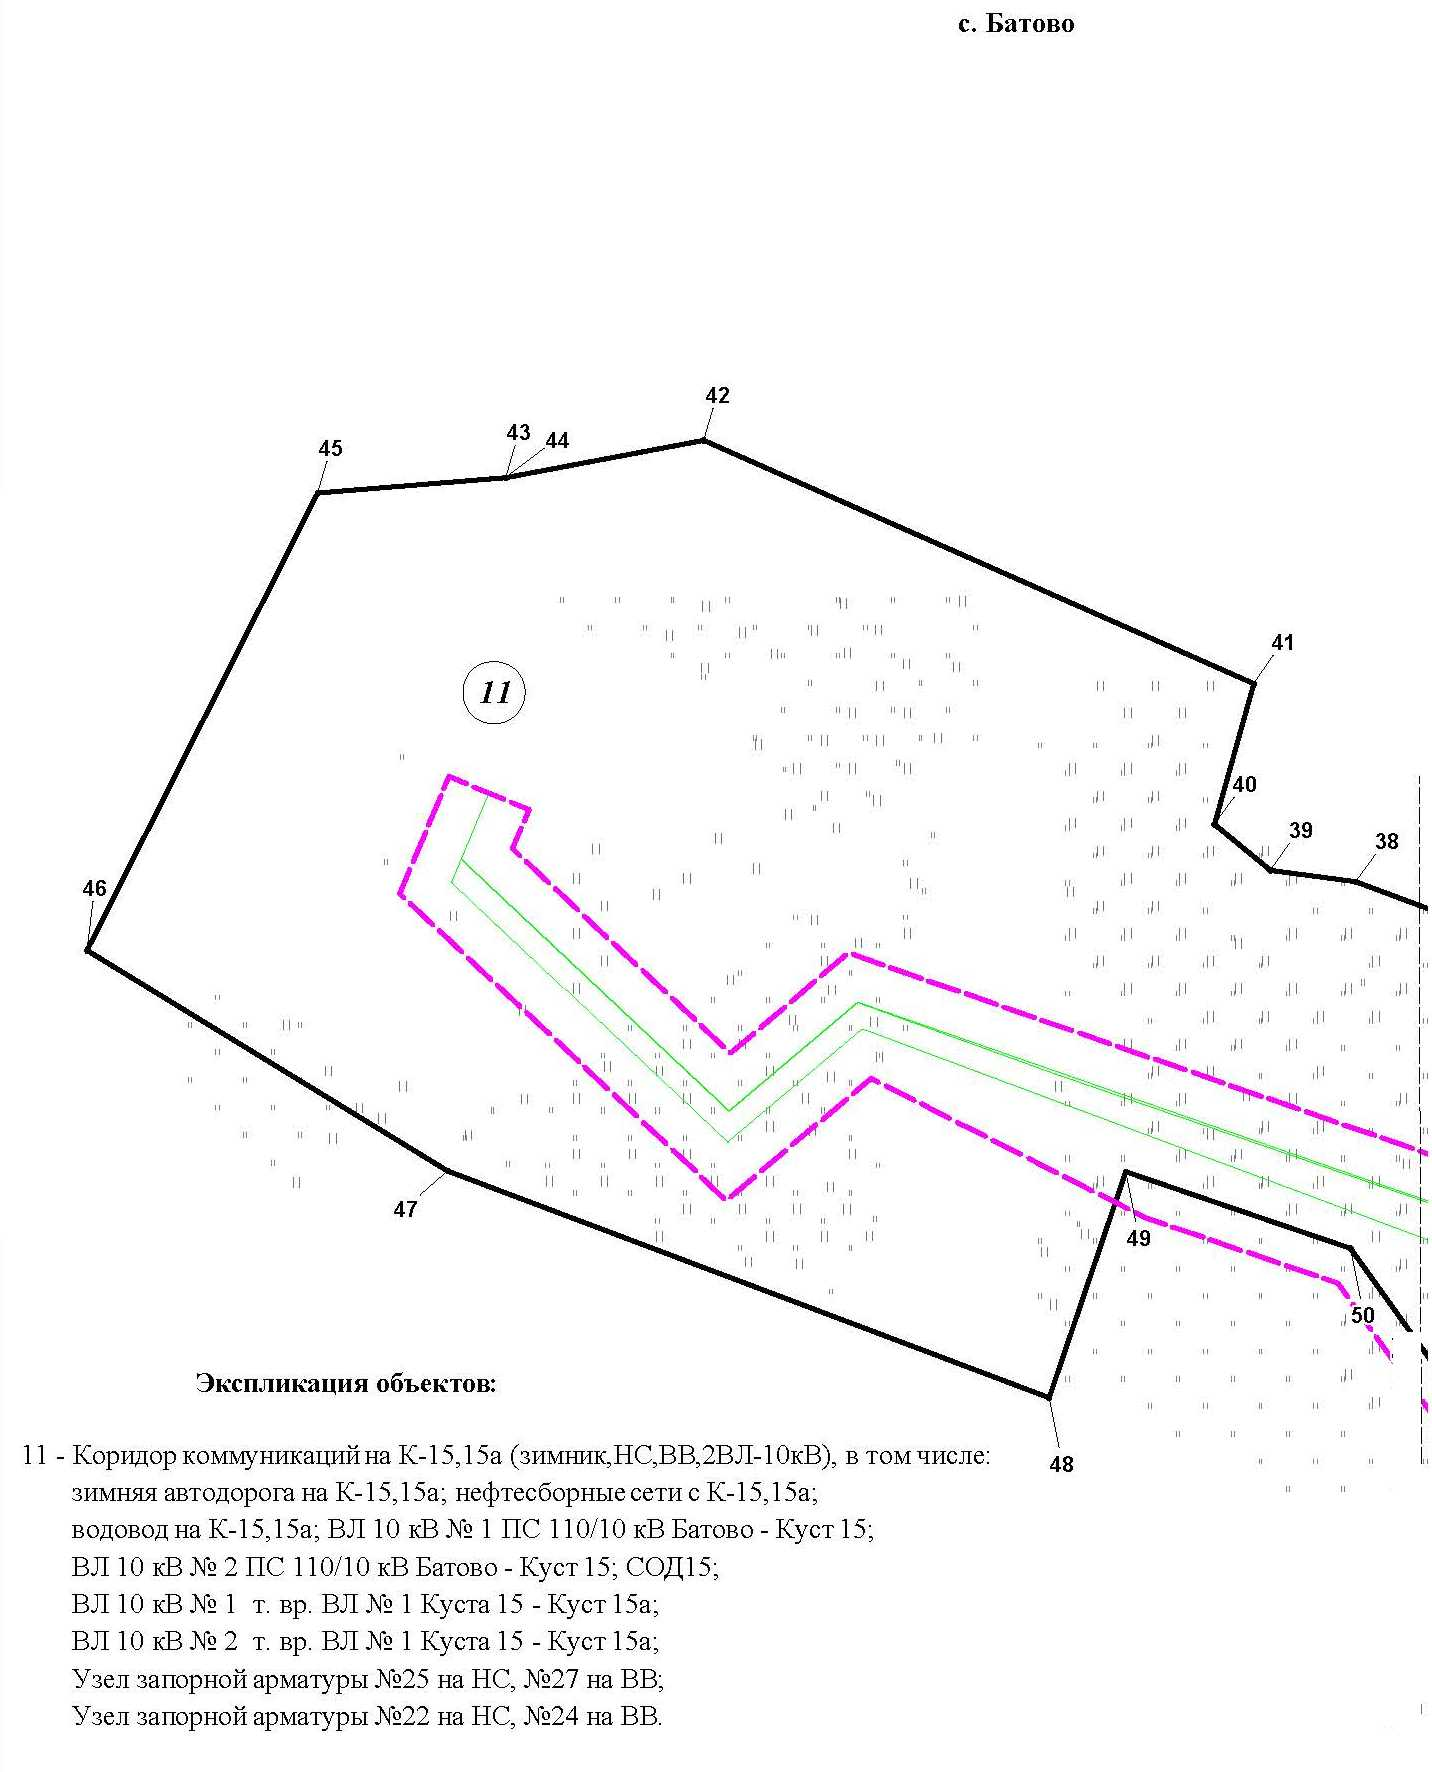 с. Батово
42
43
44
45
41
11
40
39
38
46
47
49
50
48
Экспликация объектов:
11 - Коридор коммуникаций на К-15,15а (зимник,НС,ВВ,2ВЛ-10кВ), в том числе:
зимняя автодорога на К-15,15а; нефтесборные сети с К-15,15а;
водовод на К-15,15а; ВЛ 10 кВ № 1 ПС 110/10 кВ Батово - Куст 15;
ВЛ 10 кВ № 2 ПС 110/10 кВ Батово - Куст 15; СОД15;
ВЛ 10 кВ № 1 т. вр. ВЛ № 1 Куста 15 - Куст 15а;
ВЛ 10 кВ № 2 т. вр. ВЛ № 1 Куста 15 - Куст 15а;
Узел запорной арматуры №25 на НС, №27 на ВВ;
Узел запорной арматуры №22 на НС, №24 на ВВ.